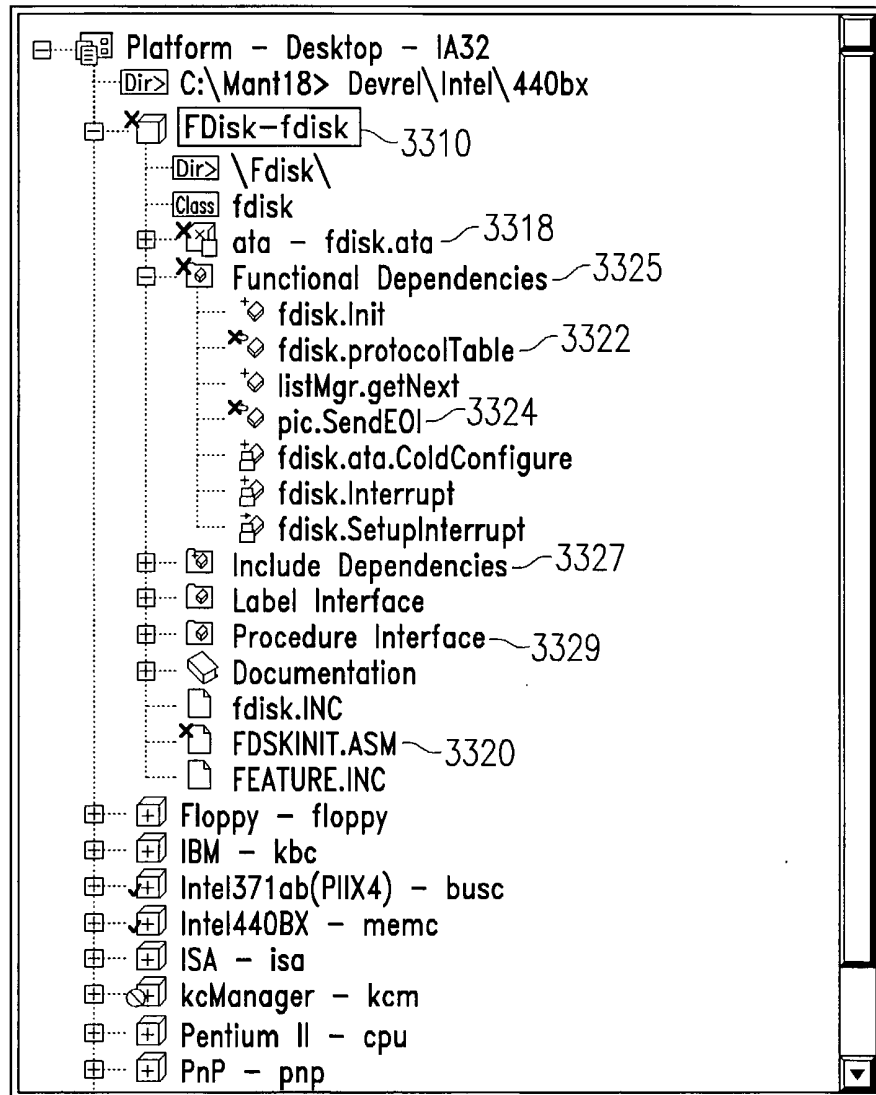 Platform – Desktop – IA32
Dir> C:\Mant18> Devrel\Intel\440bx
FDisk–fdisk 3310
Dir> \Fdisk\
Class fdisk
ata – fdisk.ata 3318
Functional Dependencies 3325
fdisk.Init
fdisk.protocolTable 3322
listMgr.getNext
pic.SendEOI 3324
fdisk.ata.ColdConfigure
fdisk.Interrupt
fdisk.SetupInterrupt
Include Dependencies 3327
Label Interface
Procedure Interface 3329
Documentation
fdisk.INC
FDSKINIT.ASM 3320
FEATURE.INC
Floppy – floppy
IBM – kbc
Intel371ab(PIIX4) – busc
Intel440BX – memc
ISA – isa
kcManager – kcm
Pentium II – cpu
PnP – pnp